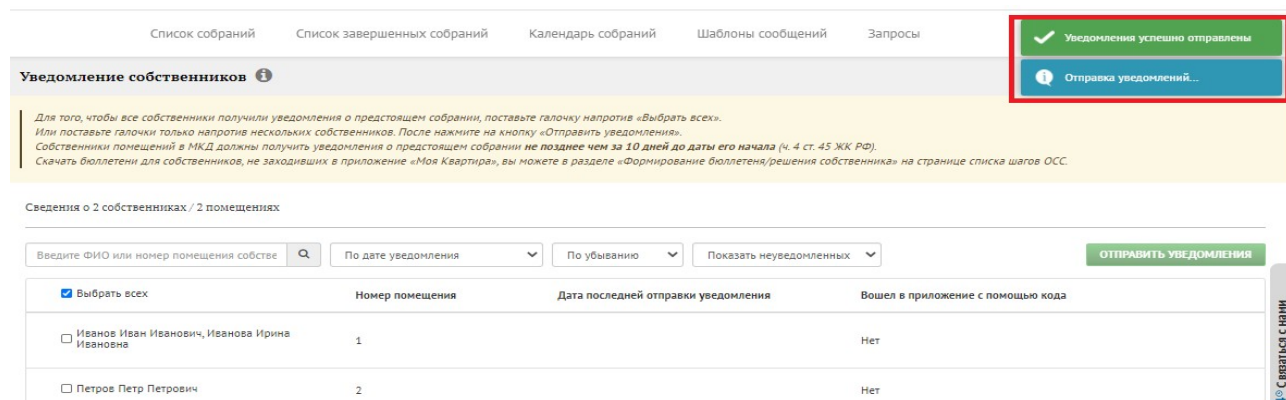 Список собраний Список завершенных собраний Календарь собраний Шаблоны сообщений Запросы
Уведомления успешно отправлены
Отправка уведомлений...
Уведомление собственников
Для того, чтобы все собственники получили уведомления о предстоящем собрании, поставьте галочку напротив «Выбрать всех».
Или поставьте галочки только напротив нескольких собственников. После нажмите на кнопку «Отправить уведомления».
Собственники помещений в МКД должны получить уведомления о предстоящем собрании не позднее чем за 10 дней до даты его начала (ч. 4 ст. 45 ЖК РФ).
Скачать бюллетени для собственников, не заходивших в приложение «Моя Квартира», вы можете в разделе «Формирование бюллетеня/решения собственника» на странице списка шагов ОСС.
Сведения о 2 собственниках / 2 помещениях
Введите ФИО или номер помещения собстве По дате уведомления По убыванию Показать неуведомленных ОТПРАВИТЬ УВЕДОМЛЕНИЯ
Выбрать всех Номер помещения Дата последней отправки уведомления Вошел в приложение с помощью кода
Иванов Иван Иванович, Иванова Ирина
Ивановна
1 Нет
Петров Петр Петрович 2 Нет
Связаться с нами